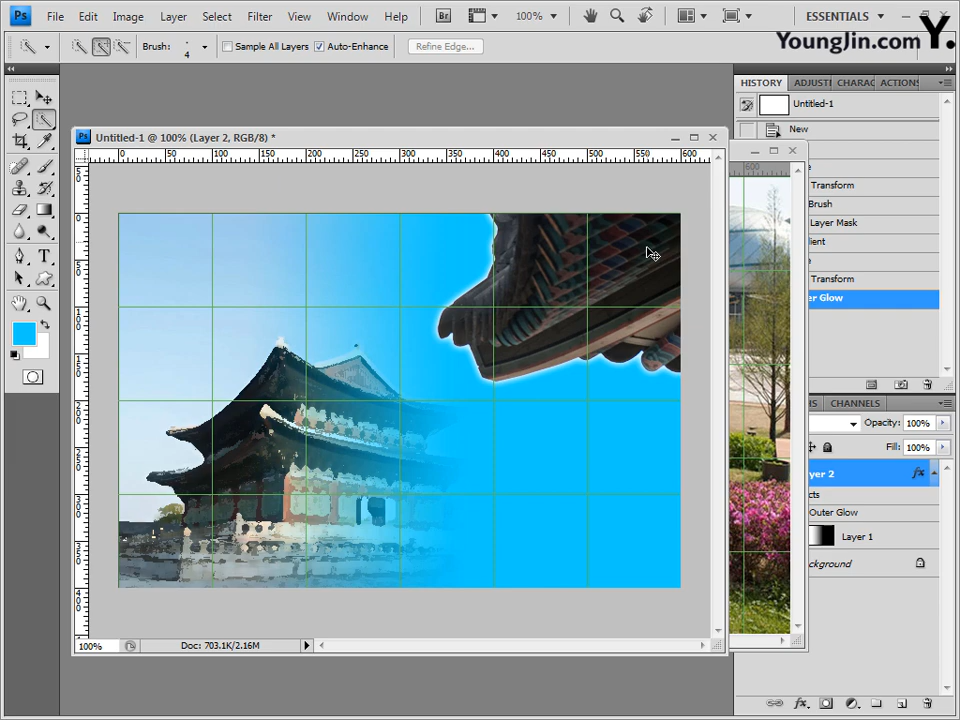 Ps File Edit Image Layer Select Filter View Window Help Br 100% ESSENTIALS
YoungJin.com Y.
Brush: 4 Sample All Layers Auto-Enhance Refine Edge...
HISTORY ADJUSTI CHARAC ACTIONS
Untitled-1
New
Ps Untitled-1 @ 100% (Layer 2, RGB/8) *
0 50 100 150 200 250 300 350 400 450 500 550 600
600
Transform
Brush
Layer Mask
Transform
er Glow
CHANNELS
Opacity: 100%
Fill: 100%
yer 2 fx
cts
Outer Glow
Layer 1
ckground
100% Doc: 703.1K/2.16M
fx